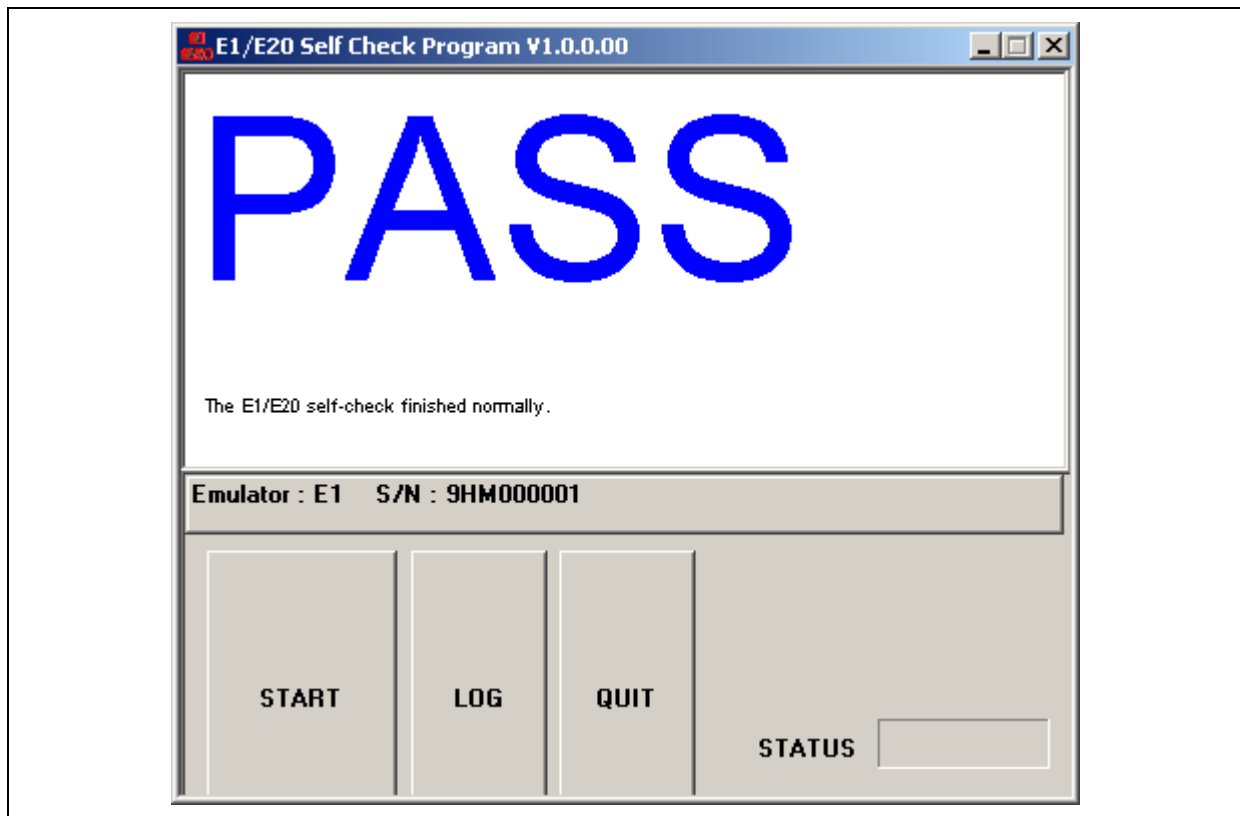 E1/E20 Self Check Program V1.0.0.00
PASS
The E1/E20 self-check finished normally.
Emulator : E1 S/N : 9HM000001
START LOG QUIT
STATUS